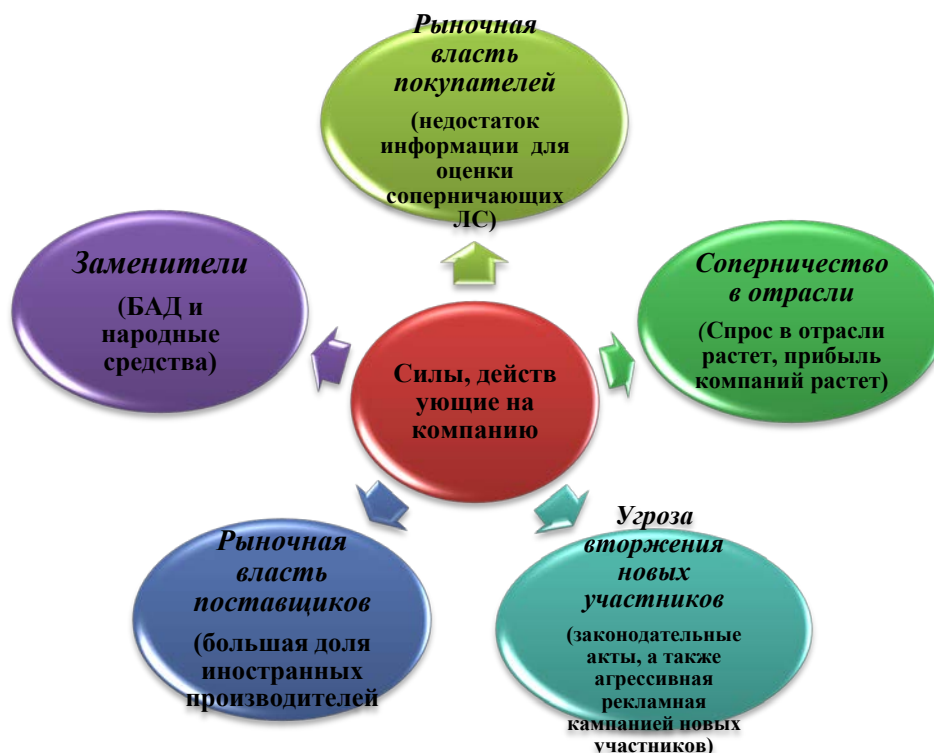 Рыночная
власть
покупателей
(недостаток
информации для
оценки
соперничающих
ЛС)
Заменители
(БАД и
народные
средства)
Соперничество
в отрасли
(Спрос в отрасли
растет, прибыль
компаний растет)
Силы, действ
ующие на
компанию
Рыночная
власть
поставщиков
(большая доля
иностранных
производителей
Угроза
вторжения
новых
участников
(законодательные
акты, а также
агрессивная
рекламная
кампанией новых
участников)